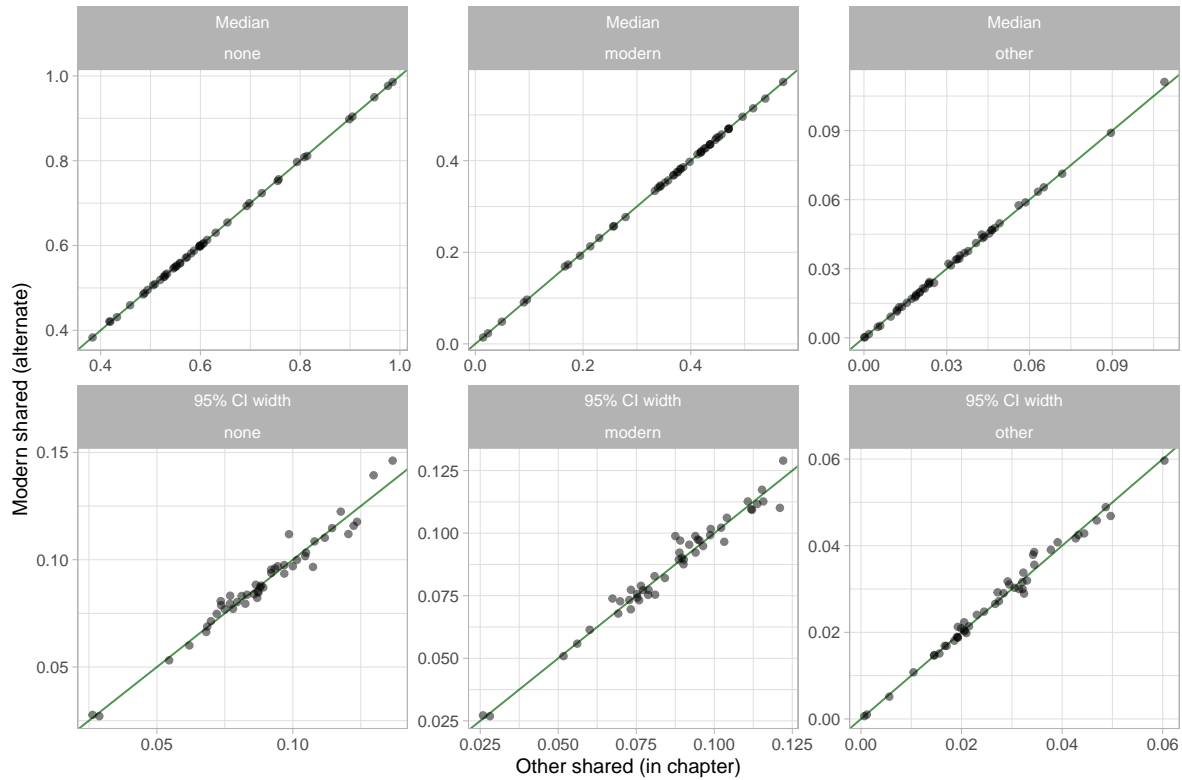 Median
none
Median
modern
Median
other
1.0
0.8
0.6
0.4
0.4
0.2
0.0
0.09
0.06
0.03
0.00
0.4 0.6 0.8 1.0
0.0 0.2 0.4
0.00 0.03 0.06 0.09
95% CI width
none
95% CI width
modern
95% CI width
other
0.15
0.10
0.05
0.125
0.100
0.075
0.050
0.025
0.06
0.04
0.02
0.00
0.05 0.10
0.025 0.050 0.075 0.100 0.125
0.00 0.02 0.04 0.06
Modern shared (alternate)
Other shared (in chapter)